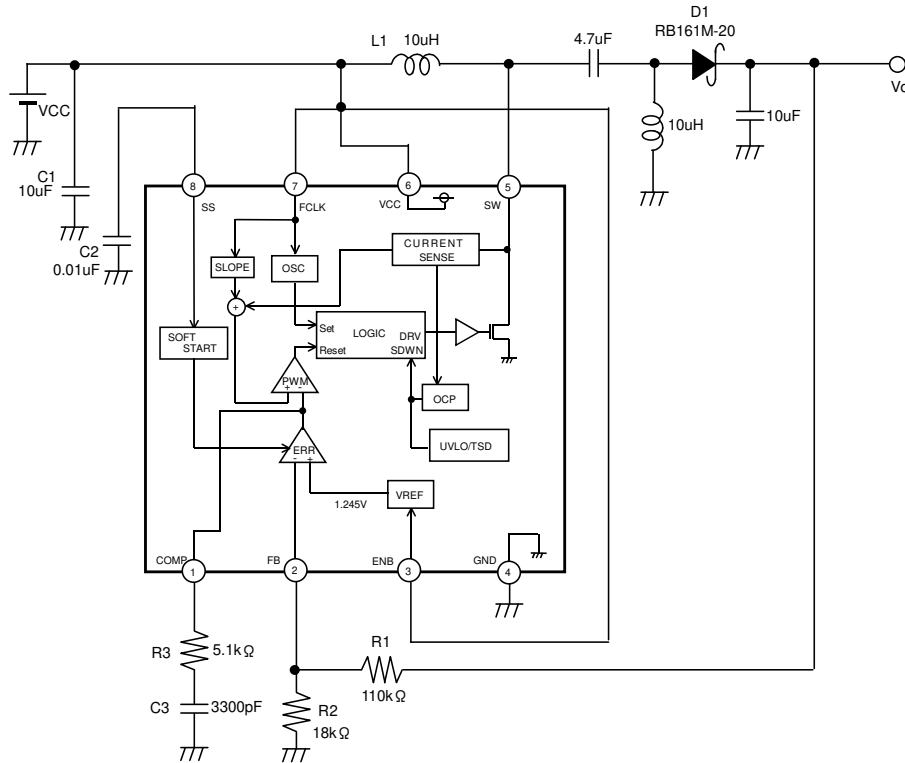 D1
RB161M-20
L1
10uH
4.7uF
VCC
10uH
10uF
C1
10uF
C2
0.01uF
8
7
6
5
SS
FCLK
VCC
SW
CURRENT
SENSE
SLOPE
OSC
+
Set
LOGIC
DRV
SDWN
Reset
SOFT
START
PWM
+ -
OCP
ERR
- +
UVLO/TSD
VREF
1.245V
COMP
FB
ENB
GND
1
2
3
4
R3
5.1kΩ
C3
3300pF
R1
110kΩ
R2
18kΩ